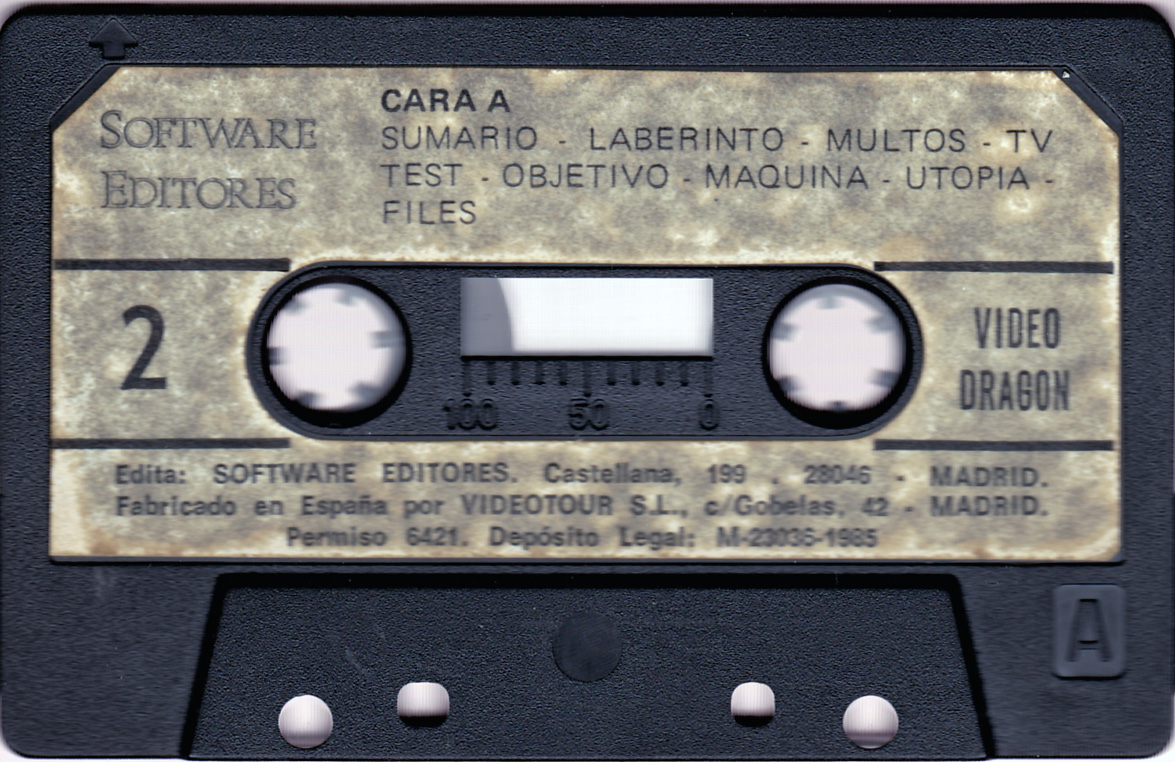 SOFTWARE
EDITORES
CARA A
SUMARIO - LABERINTO - MULTOS - TV
TEST - OBJETIVO - MAQUINA - UTOPIA -
FILES
2
VIDEO
DRAGON
100 50 0
Edita: SOFTWARE EDITORES. Castellana, 199 . 28046 - MADRID.
Fabricado en España por VIDEOTOUR S.L., c/Gobelas, 42 - MADRID.
Permiso 6421. Depósito Legal: M-23036-1985
A